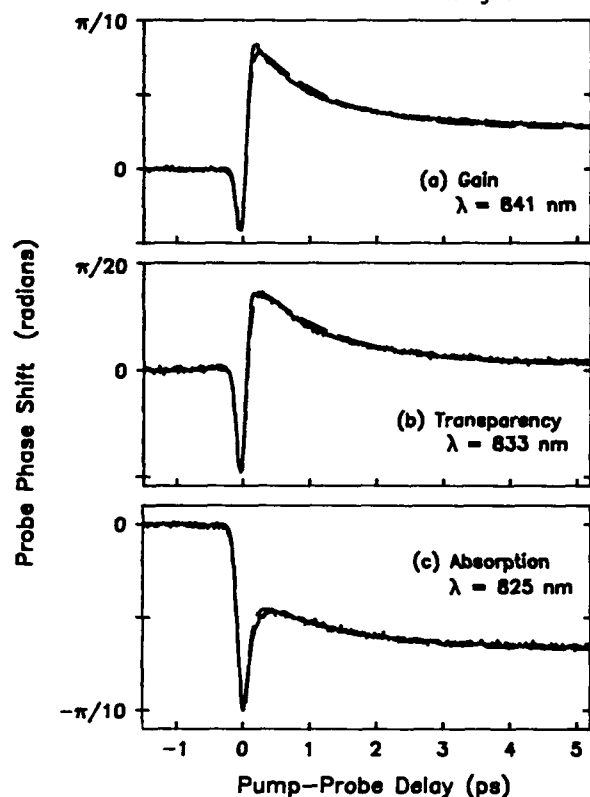 π/10
0
(a) Gain
λ = 841 nm
π/20
0
(b) Transparency
λ = 833 nm
0
(c) Absorption
λ = 825 nm
-π/10
-1 0 1 2 3 4 5
Pump-Probe Delay (ps)
Probe Phase Shift (radians)